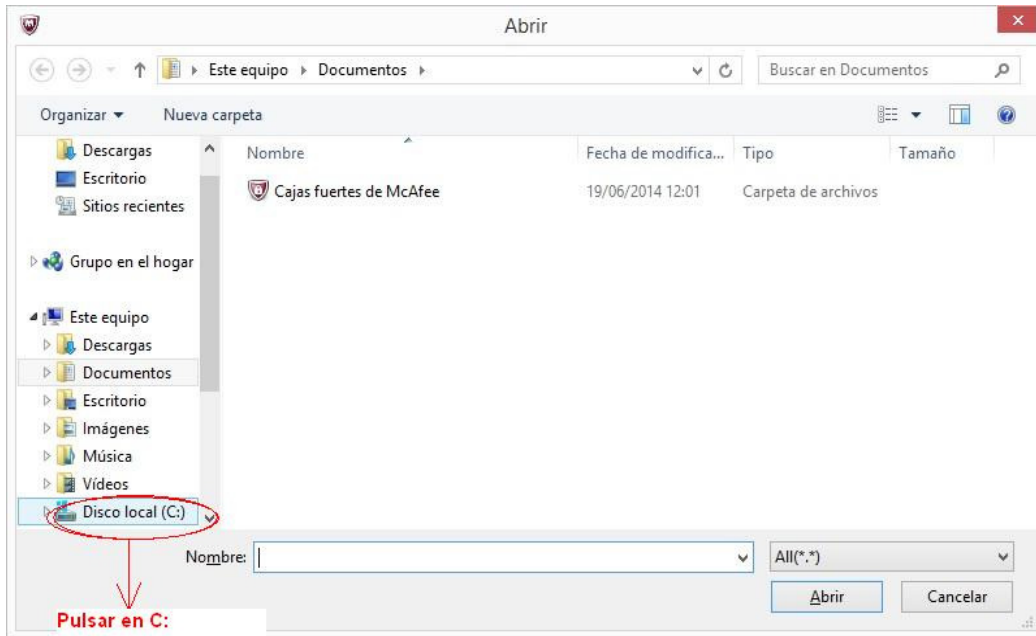 Abrir
Este equipo Documentos
Buscar en Documentos
Organizar Nueva carpeta
Descargas
Escritorio
Sitios recientes
Grupo en el hogar
Este equipo
Descargas
Documentos
Escritorio
Imágenes
Música
Vídeos
Disco local (C:)
Nombre Fecha de modifica... Tipo Tamaño
Cajas fuertes de McAfee 19/06/2014 12:01 Carpeta de archivos
Nombre: All(*.*)
Abrir Cancelar
Pulsar en C: